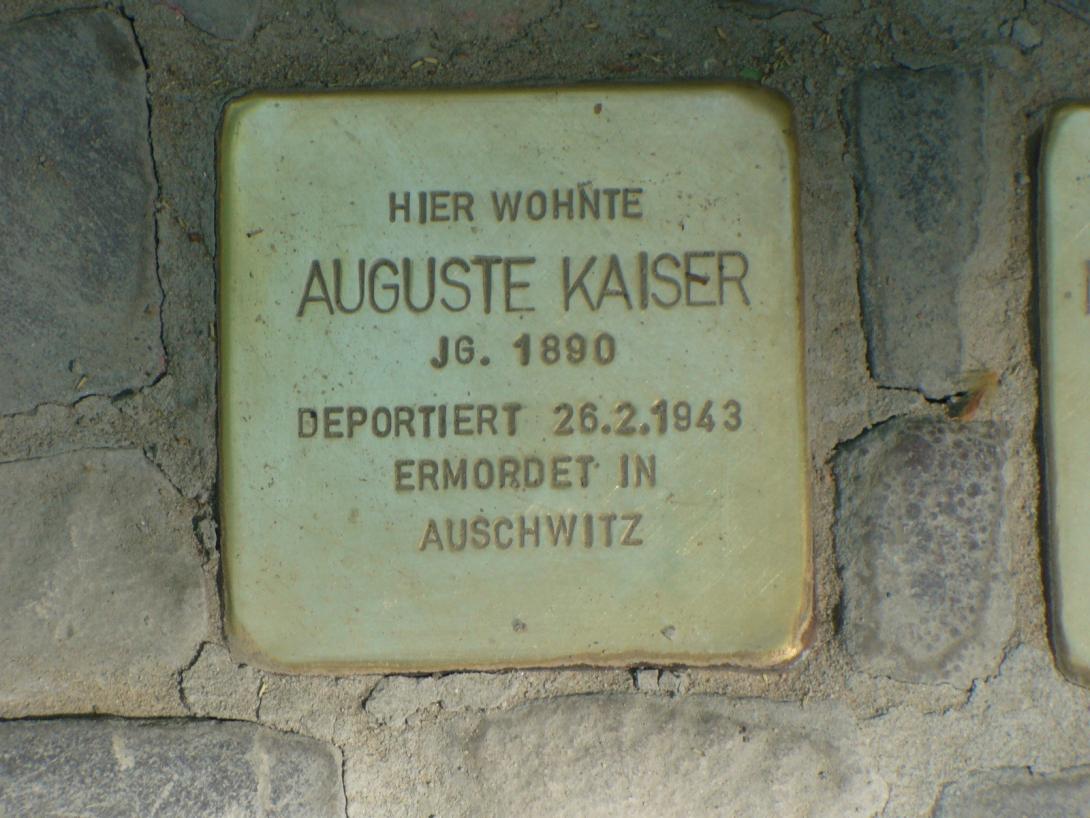 HIER WOHNTE
AUGUSTE KAISER
JG. 1890
DEPORTIERT 26.2.1943
ERMORDET IN
AUSCHWITZ